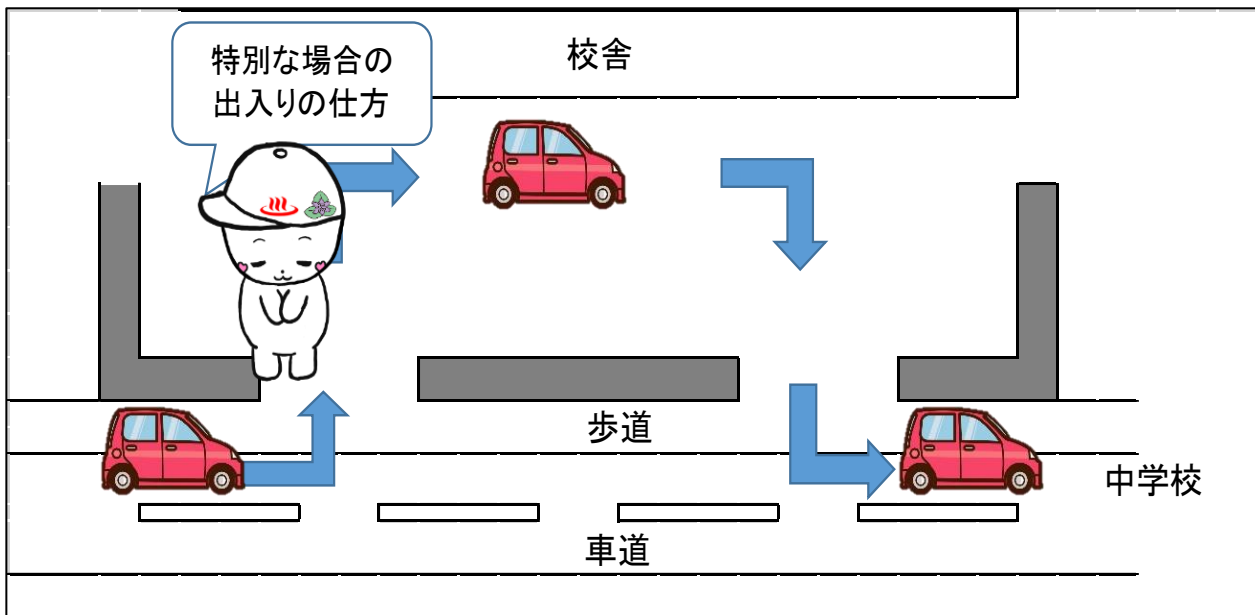 特別な場合の
出入りの仕方
校舎
歩道
中学校
車道